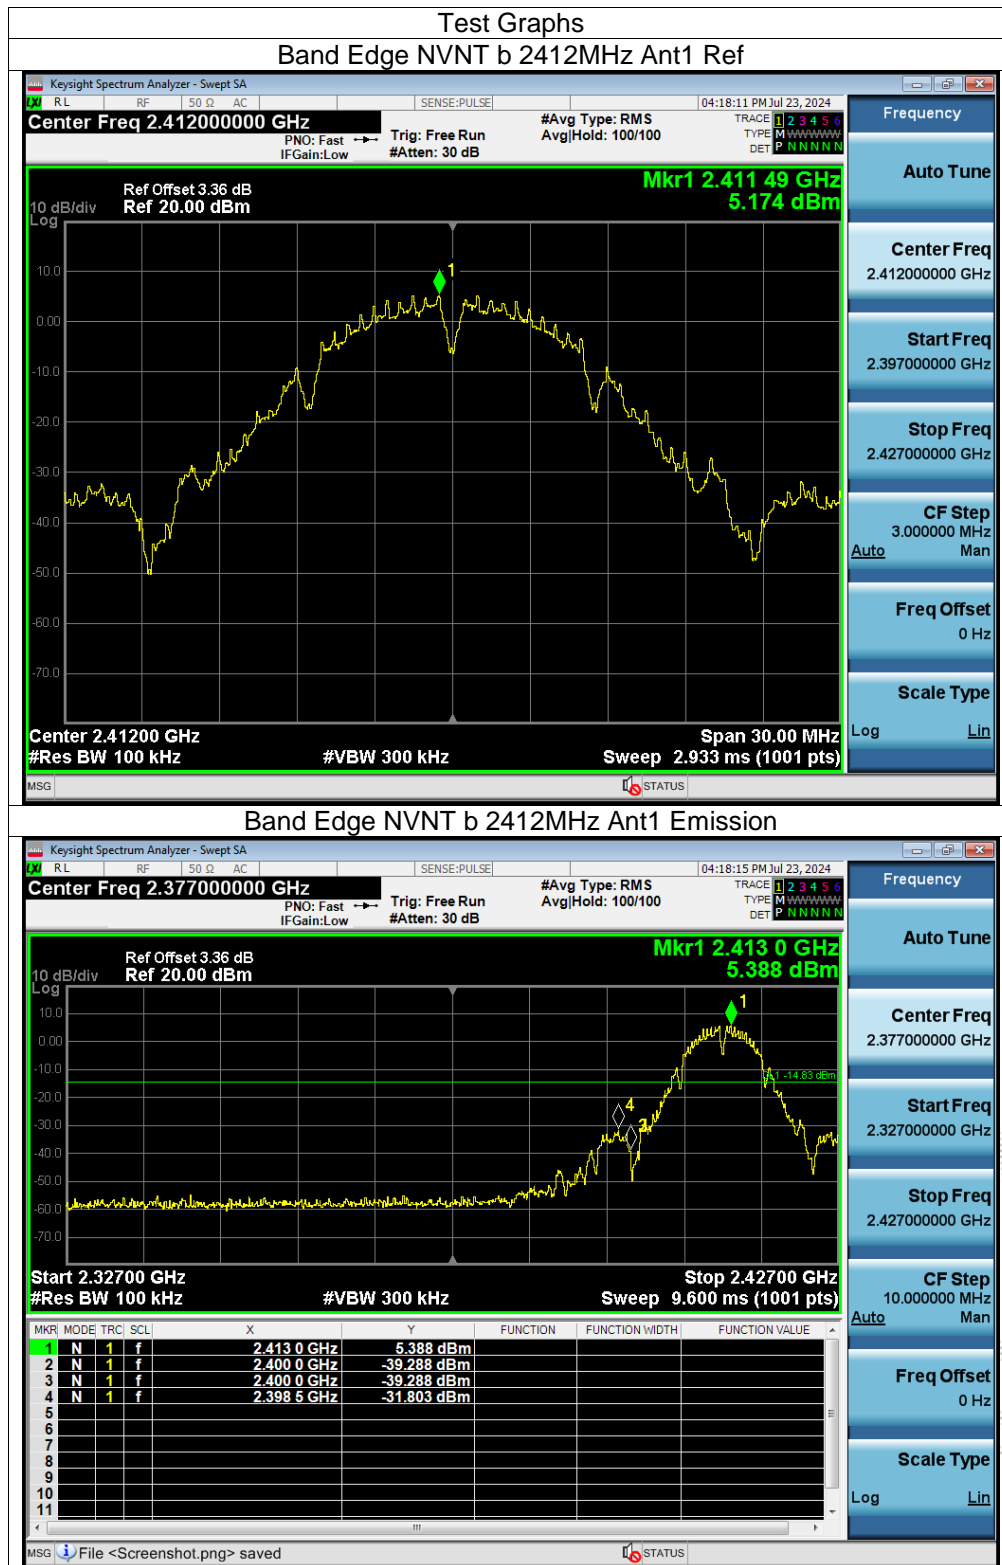 Test Graphs
Band Edge NVNT b 2412MHz Ant1 Ref
Keysight Spectrum Analyzer - Swept SA
LXI RL RF 50 Ω AC SENSE:PULSE 04:18:11 PM Jul 23, 2024
Center Freq 2.412000000 GHz #Avg Type: RMS TRACE 1 2 3 4 5 6
PNO: Fast Trig: Free Run Avg|Hold: 100/100 TYPE M WWWWW
IFGain:Low #Atten: 30 dB DET P N N N N N
Frequency
Auto Tune
Center Freq
2.412000000 GHz
Start Freq
2.397000000 GHz
Stop Freq
2.427000000 GHz
CF Step
3.000000 MHz
Auto Man
Freq Offset
0 Hz
Scale Type
Log Lin
Mkr1 2.411 49 GHz
5.174 dBm
Ref Offset 3.36 dB
10 dB/div Ref 20.00 dBm
Log
1
10.0
0.00
-10.0
-20.0
-30.0
-40.0
-50.0
-60.0
-70.0
Center 2.41200 GHz Span 30.00 MHz
#Res BW 100 kHz #VBW 300 kHz Sweep 2.933 ms (1001 pts)
MSG STATUS
Band Edge NVNT b 2412MHz Ant1 Emission
Keysight Spectrum Analyzer - Swept SA
LXI RL RF 50 Ω AC SENSE:PULSE 04:18:15 PM Jul 23, 2024
Center Freq 2.377000000 GHz #Avg Type: RMS TRACE 1 2 3 4 5 6
PNO: Fast Trig: Free Run Avg|Hold: 100/100 TYPE M WWWWW
IFGain:Low #Atten: 30 dB DET P N N N N N
Frequency
Auto Tune
Center Freq
2.377000000 GHz
Start Freq
2.327000000 GHz
Stop Freq
2.427000000 GHz
CF Step
10.000000 MHz
Auto Man
Freq Offset
0 Hz
Scale Type
Log Lin
Mkr1 2.413 0 GHz
5.388 dBm
Ref Offset 3.36 dB
10 dB/div Ref 20.00 dBm
Log
1
10.0
0.00
-10.0
-14.83 dBm
-20.0
4
-30.0
-40.0
-50.0
-60.0
-70.0
Start 2.32700 GHz Stop 2.42700 GHz
#Res BW 100 kHz #VBW 300 kHz Sweep 9.600 ms (1001 pts)
MKR MODE TRC SCL X Y FUNCTION FUNCTION WIDTH FUNCTION VALUE
1 N 1 f 2.413 0 GHz 5.388 dBm
2 N 1 f 2.400 0 GHz -39.288 dBm
3 N 1 f 2.400 0 GHz -39.288 dBm
4 N 1 f 2.398 5 GHz -31.803 dBm
5
6
7
8
9
10
11
MSG File <Screenshot.png> saved STATUS